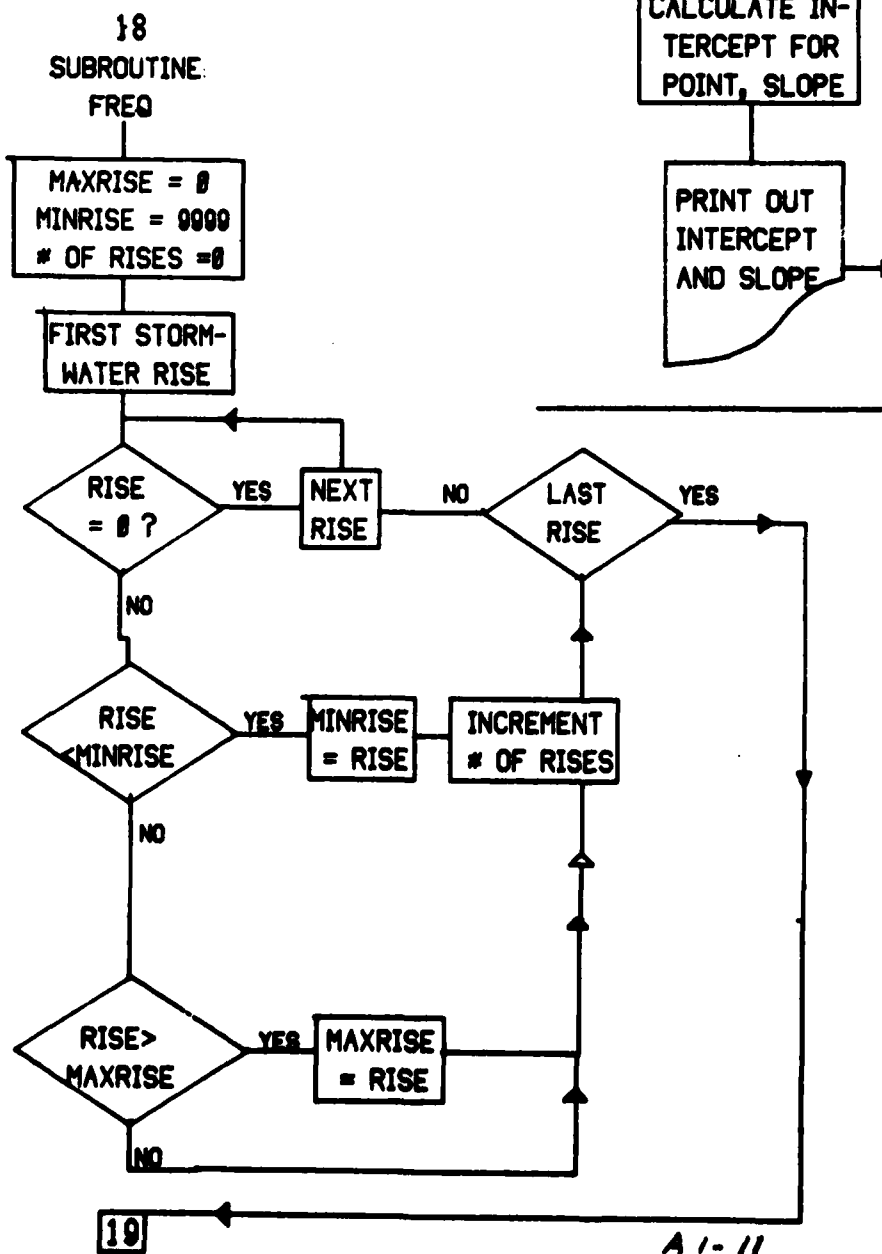 18
SUBROUTINE
FREQ
MAXRISE = 0
MINRISE = 9999
# OF RISES =0
FIRST STORM-
WATER RISE
RISE
= 0 ?
YES
NEXT
RISE
NO
LAST
RISE
YES
NO
RISE
<MINRISE
YES
MINRISE
= RISE
INCREMENT
# OF RISES
NO
RISE>
MAXRISE
YES
MAXRISE
= RISE
NO
19
CALCULATE IN-
TERCEPT FOR
POINT, SLOPE
PRINT OUT
INTERCEPT
AND SLOPE
A1-11